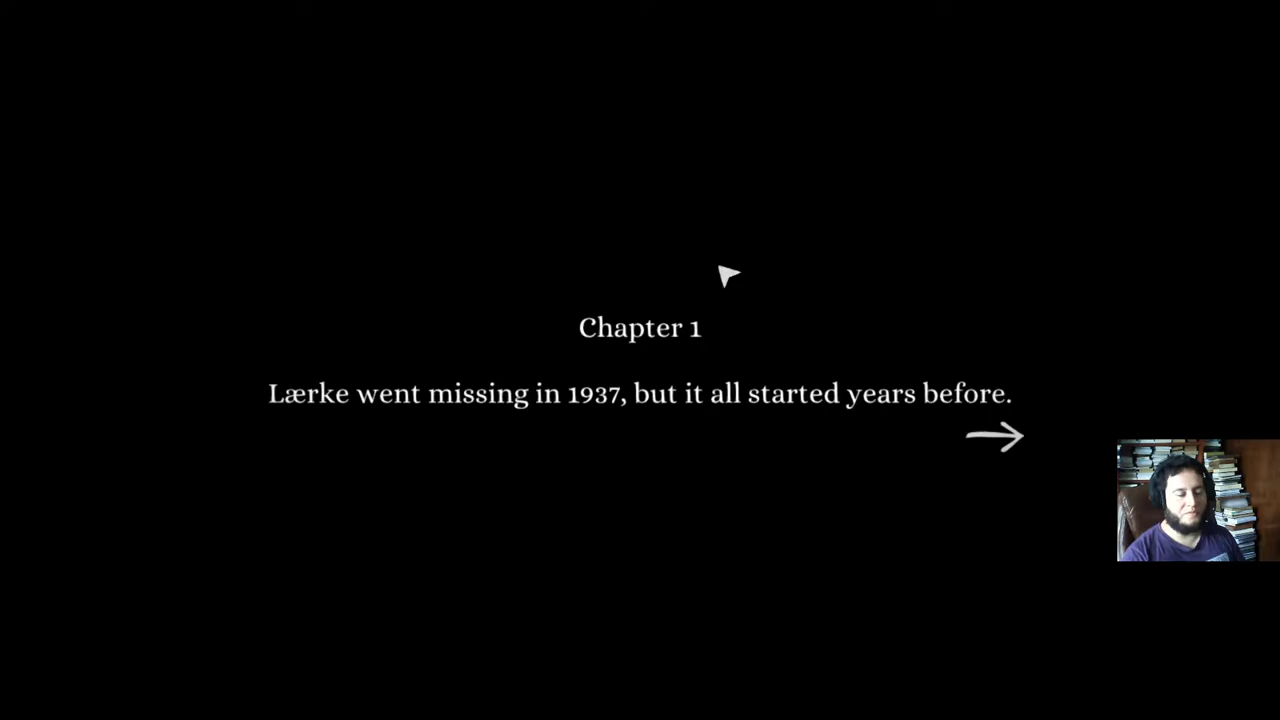 Chapter 1
Lærke went missing in 1937, but it all started years before.